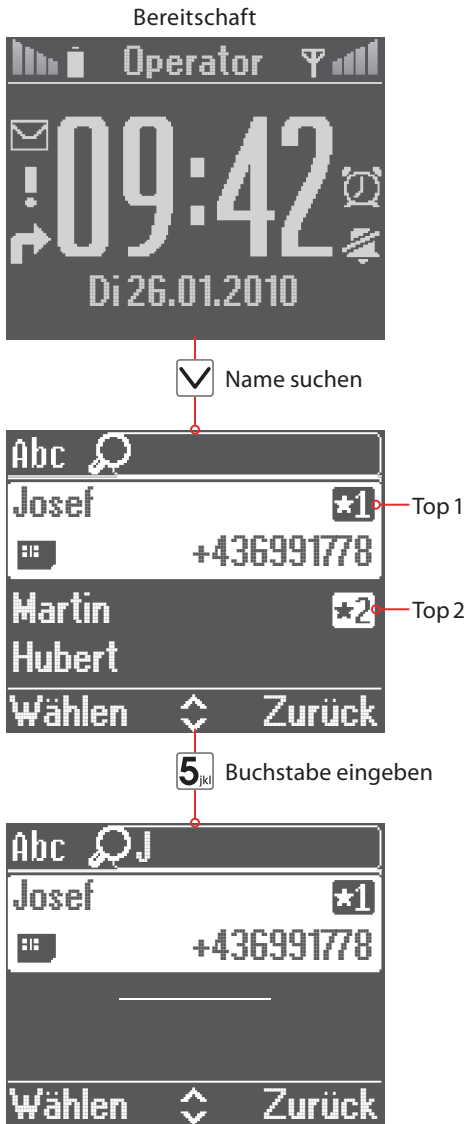 Bereitschaft
Operator
09:42
Di 26.01.2010
Name suchen
Abc
Josef ★1 Top 1
+436991778
Martin ★2 Top 2
Hubert
Wählen Zurück
5 jkl Buchstabe eingeben
Abc J
Josef ★1
+436991778
Wählen Zurück